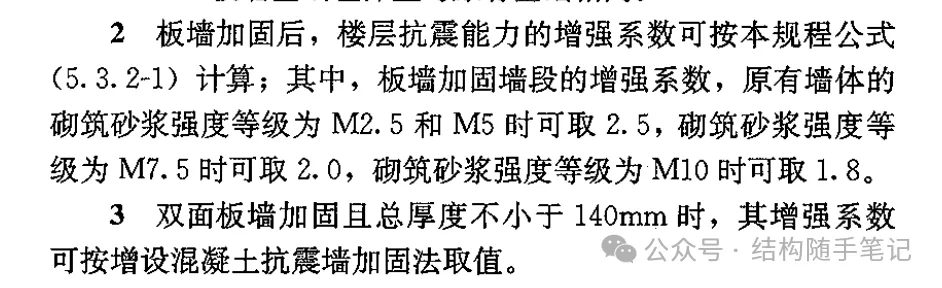 2 板墙加固后，楼层抗震能力的增强系数可按本规程公式
（5.3.2-1）计算；其中，板墙加固墙段的增强系数，原有墙体的
砌筑砂浆强度等级为 M2.5 和 M5 时可取 2.5，砌筑砂浆强度等
级为 M7.5 时可取 2.0，砌筑砂浆强度等级为 M10 时可取 1.8。
3 双面板墙加固且总厚度不小于 140mm 时，其增强系数
可按增设混凝土抗震墙加固法取值。
公众号·结构随手笔记